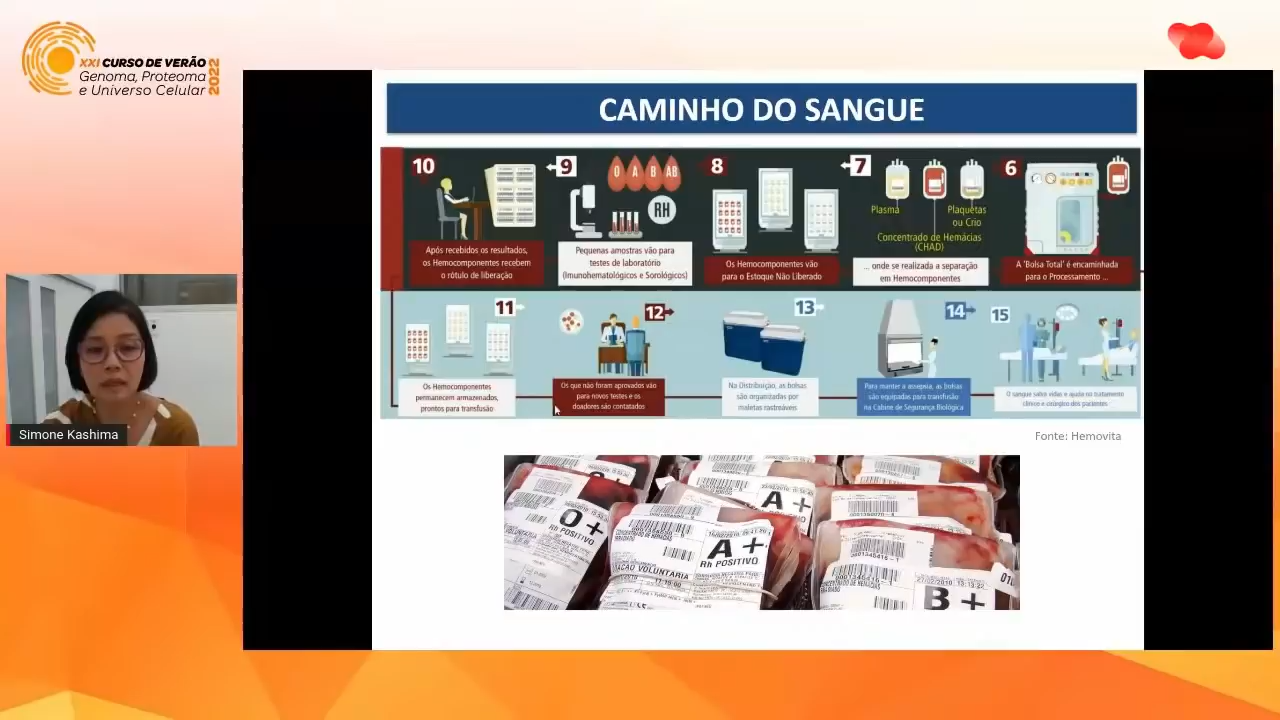 XXI CURSO DE VERÃO
Genoma, Proteoma
e Universo Celular
2022
CAMINHO DO SANGUE
10
Após recebidos os resultados,
os Hemocomponentes recebem
o rótulo de liberação
9
O A B AB
RH
Pequenas amostras vão para
testes de laboratório
(Imunohematológicos e Sorológicos)
8
Os Hemocomponentes vão
para o Estoque Não Liberado
7
Plasma
Plaquetas
ou Crio
Concentrado de Hemácias
(CHAD)
... onde se realizada a separação
em Hemocomponentes
6
A 'Bolsa Total' é encaminhada
para o Processamento ...
11
Os Hemocomponentes
permanecem armazenados,
prontos para transfusão
12
Os que não foram aprovados vão
para novos testes e os
doadores são contatados
13
Na Distribuição, as bolsas
são organizadas por
maletas rastreáveis
14
Para manter a assepsia, as bolsas
são equipadas para transfusão
na Cabine de Segurança Biológica
15
O sangue salva vidas e ajuda no tratamento
clínico e cirúrgico dos pacientes
Simone Kashima
Fonte: Hemovita
O+
Rh POSITIVO
A +
A +
Rh POSITIVO
VOLUNTARIA
B +